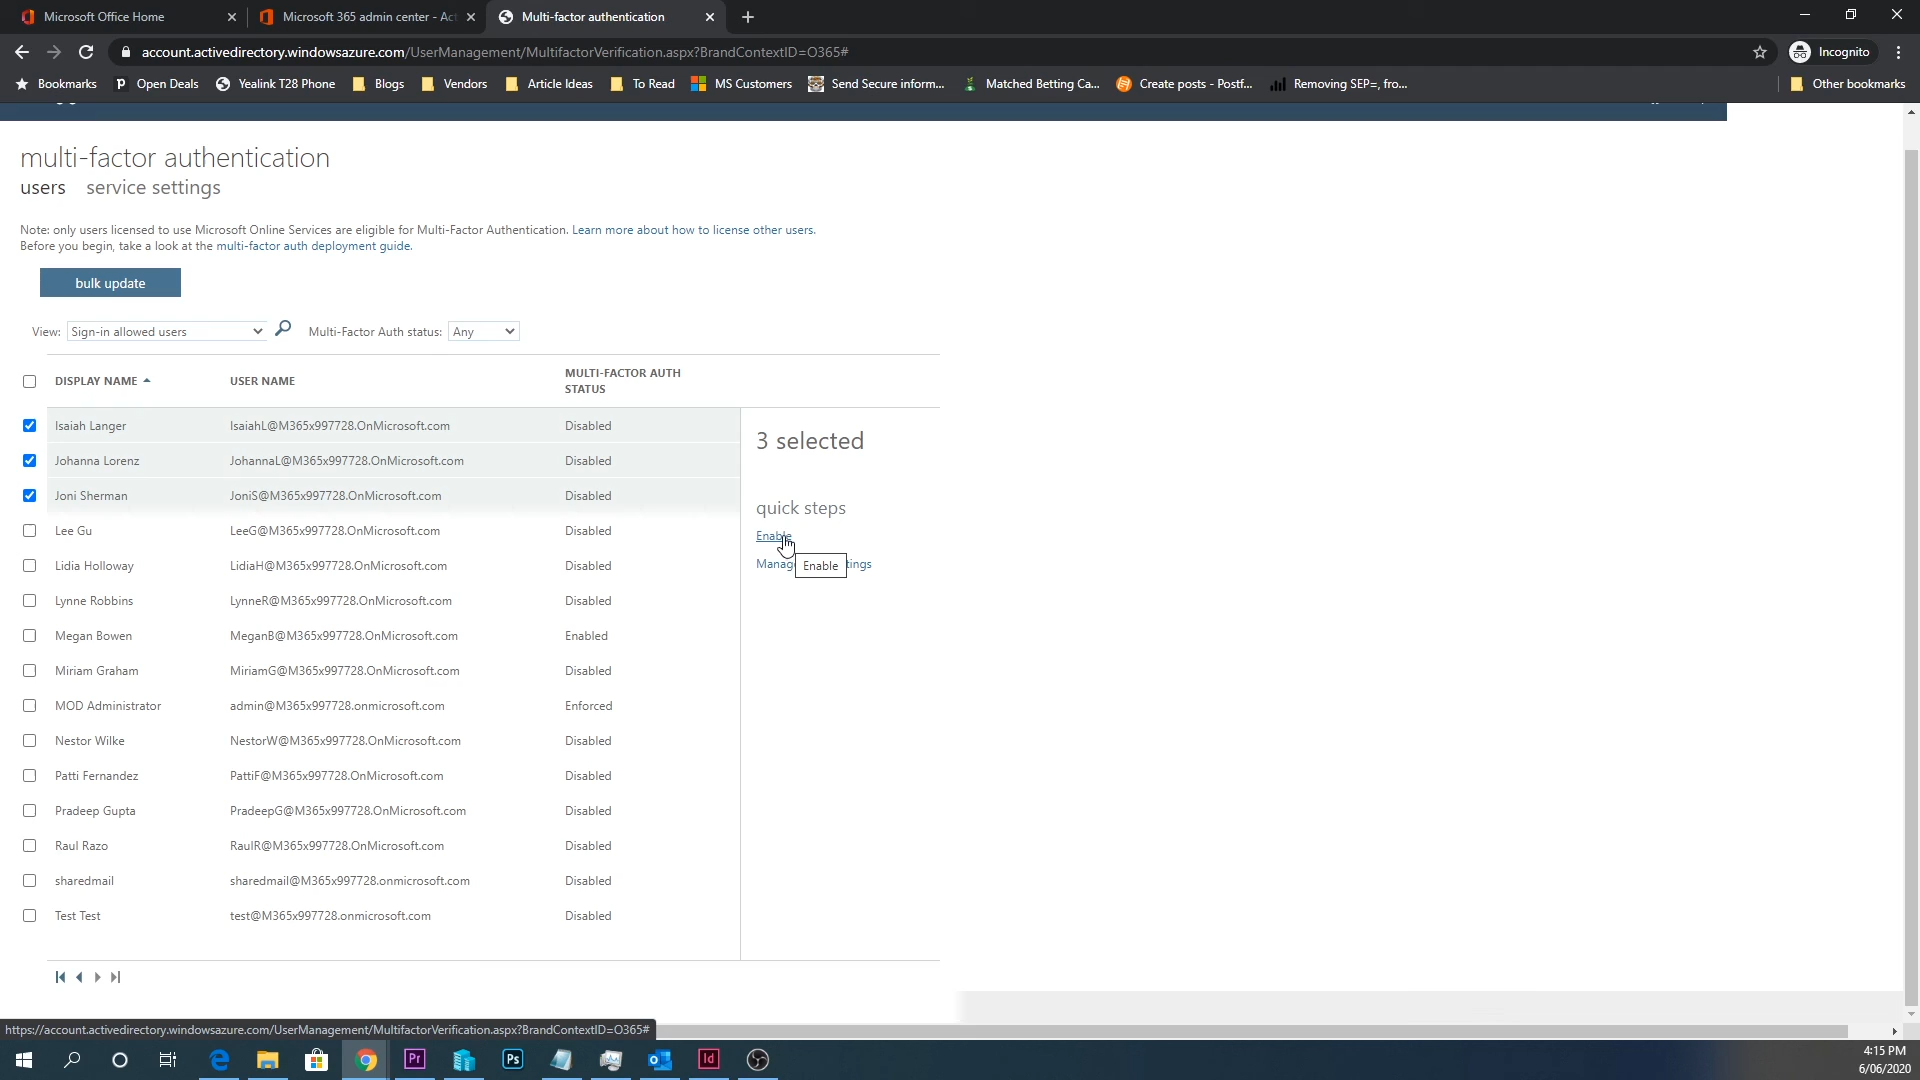 Microsoft Office Home
Microsoft 365 admin center - Act
Multi-factor authentication
account.activedirectory.windowsazure.com/UserManagement/MultifactorVerification.aspx?BrandContextID=O365#
Incognito
Bookmarks
Open Deals
Yealink T28 Phone
Blogs
Vendors
Article Ideas
To Read
MS Customers
Send Secure inform...
Matched Betting Ca...
Create posts - Postf...
Removing SEP=, fro...
Other bookmarks
multi-factor authentication
users service settings
Note: only users licensed to use Microsoft Online Services are eligible for Multi-Factor Authentication. Learn more about how to license other users.
Before you begin, take a look at the multi-factor auth deployment guide.
bulk update
View: Sign-in allowed users Multi-Factor Auth status: Any
DISPLAY NAME USER NAME MULTI-FACTOR AUTH
STATUS
Isaiah Langer IsaiahL@M365x997728.OnMicrosoft.com Disabled
Johanna Lorenz JohannaL@M365x997728.OnMicrosoft.com Disabled
Joni Sherman JoniS@M365x997728.OnMicrosoft.com Disabled
Lee Gu LeeG@M365x997728.OnMicrosoft.com Disabled
Lidia Holloway LidiaH@M365x997728.OnMicrosoft.com Disabled
Lynne Robbins LynneR@M365x997728.OnMicrosoft.com Disabled
Megan Bowen MeganB@M365x997728.OnMicrosoft.com Enabled
Miriam Graham MiriamG@M365x997728.OnMicrosoft.com Disabled
MOD Administrator admin@M365x997728.onmicrosoft.com Enforced
Nestor Wilke NestorW@M365x997728.OnMicrosoft.com Disabled
Patti Fernandez PattiF@M365x997728.OnMicrosoft.com Disabled
Pradeep Gupta PradeepG@M365x997728.OnMicrosoft.com Disabled
Raul Razo RaulR@M365x997728.OnMicrosoft.com Disabled
sharedmail sharedmail@M365x997728.onmicrosoft.com Disabled
Test Test test@M365x997728.onmicrosoft.com Disabled
3 selected
quick steps
Enable
Enable
https://account.activedirectory.windowsazure.com/UserManagement/MultifactorVerification.aspx?BrandContextID=O365#
Pr
Ps
Id
4:15 PM
6/06/2020